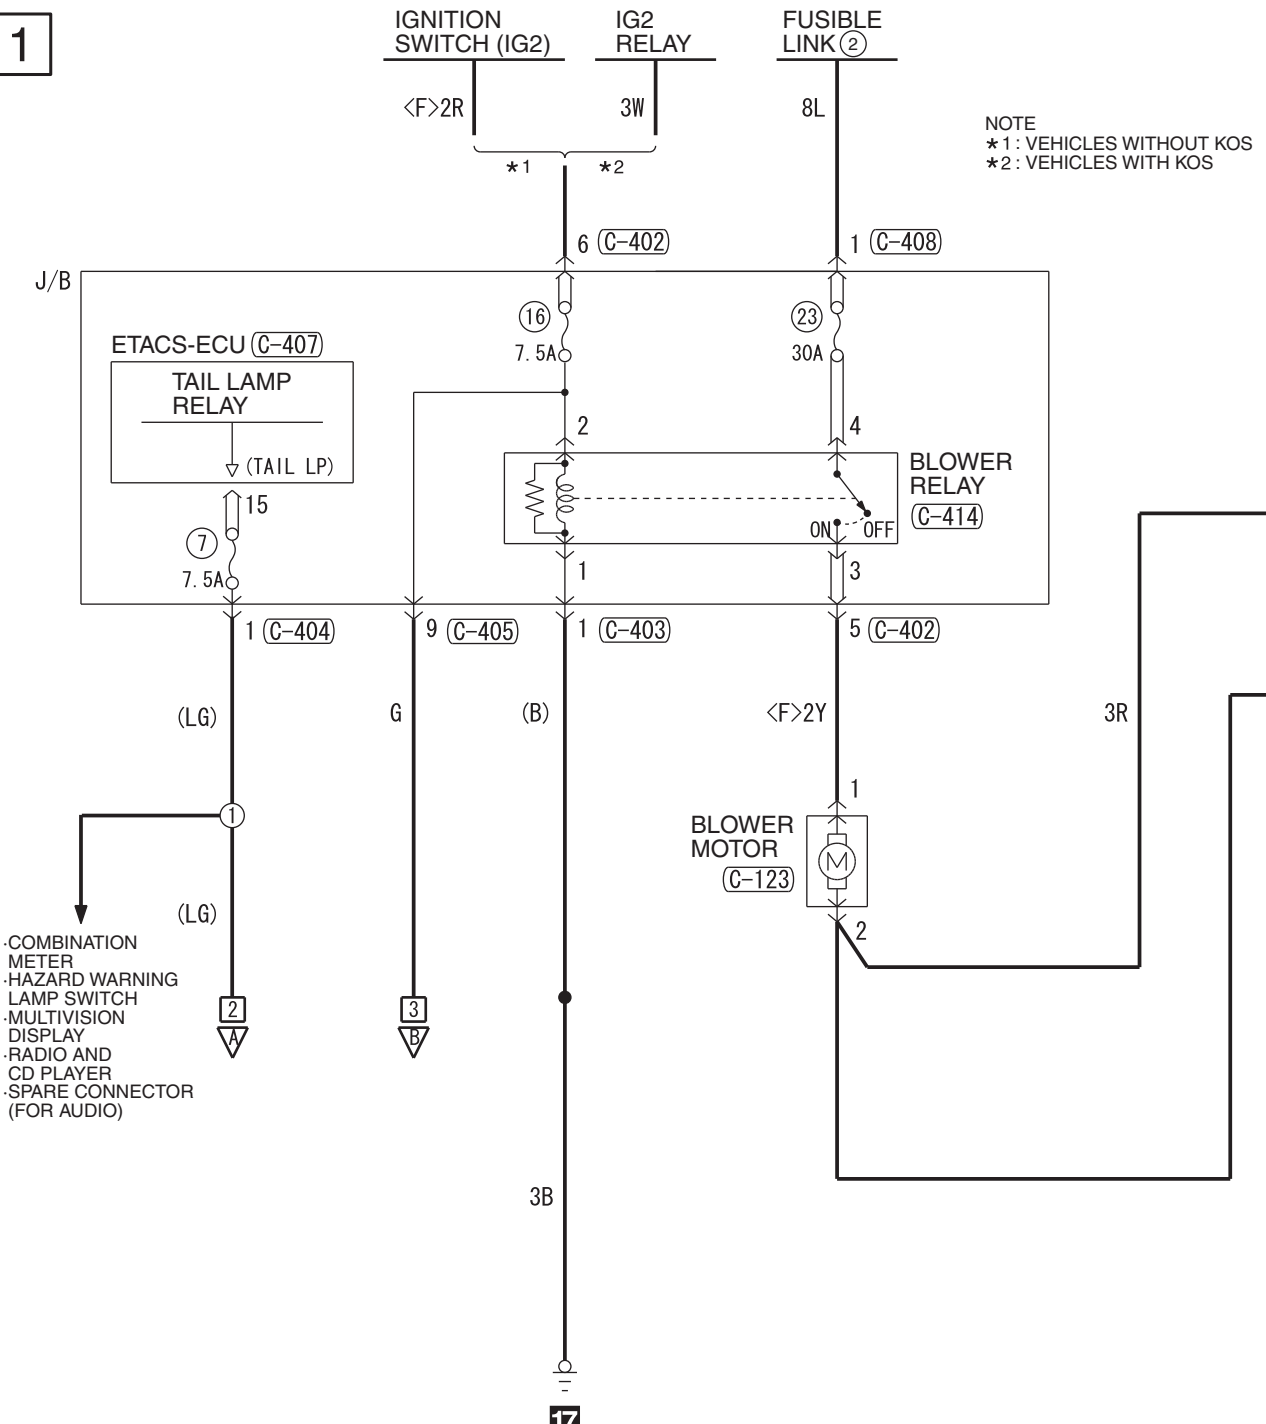 1
IGNITION
SWITCH (IG2)
IG2
RELAY
FUSIBLE
LINK ②
<F>2R
3W
8L
NOTE
*1 : VEHICLES WITHOUT KOS
*2 : VEHICLES WITH KOS
*1
*2
6 (C-402)
1 (C-408)
J/B
16
7.5A
23
30A
ETACS-ECU (C-407)
TAIL LAMP
RELAY
(TAIL LP)
15
7
7.5A
2
4
BLOWER
RELAY
(C-414)
ON
OFF
1
3
1 (C-404)
9 (C-405)
1 (C-403)
5 (C-402)
(LG)
G
(B)
<F>2Y
3R
1
1
BLOWER
MOTOR
(C-123)
M
2
(LG)
·COMBINATION
METER
·HAZARD WARNING
LAMP SWITCH
·MULTIVISION
DISPLAY
·RADIO AND
CD PLAYER
·SPARE CONNECTOR
(FOR AUDIO)
2
A
3
B
3B
17